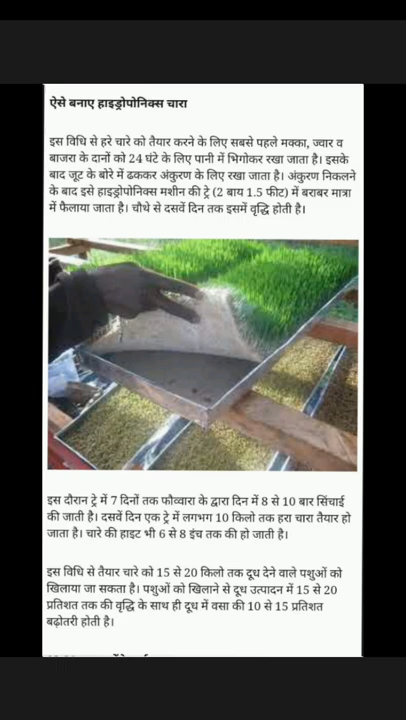 ऐसे बनाए हाइड्रोपोनिक्स चारा
इस विधि से हरे चारे को तैयार करने के लिए सबसे पहले मक्का, ज्वार व
बाजरा के दानों को 24 घंटे के लिए पानी में भिगोकर रखा जाता है। इसके
बाद जूट के बोरे में ढककर अंकुरण के लिए रखा जाता है। अंकुरण निकलने
के बाद इसे हाइड्रोपोनिक्स मशीन की ट्रे (2 बाय 1.5 फीट) में बराबर मात्रा
में फैलाया जाता है। चौथे से दसवें दिन तक इसमें वृद्धि होती है।
इस दौरान ट्रे में 7 दिनों तक फौव्वारा के द्वारा दिन में 8 से 10 बार सिंचाई
की जाती है। दसवें दिन एक ट्रे में लगभग 10 किलो तक हरा चारा तैयार हो
जाता है। चारे की हाइट भी 6 से 8 इंच तक की हो जाती है।
इस विधि से तैयार चारे को 15 से 20 किलो तक दूध देने वाले पशुओं को
खिलाया जा सकता है। पशुओं को खिलाने से दूध उत्पादन में 15 से 20
प्रतिशत तक की वृद्धि के साथ ही दूध में वसा की 10 से 15 प्रतिशत
बढ़ोतरी होती है।